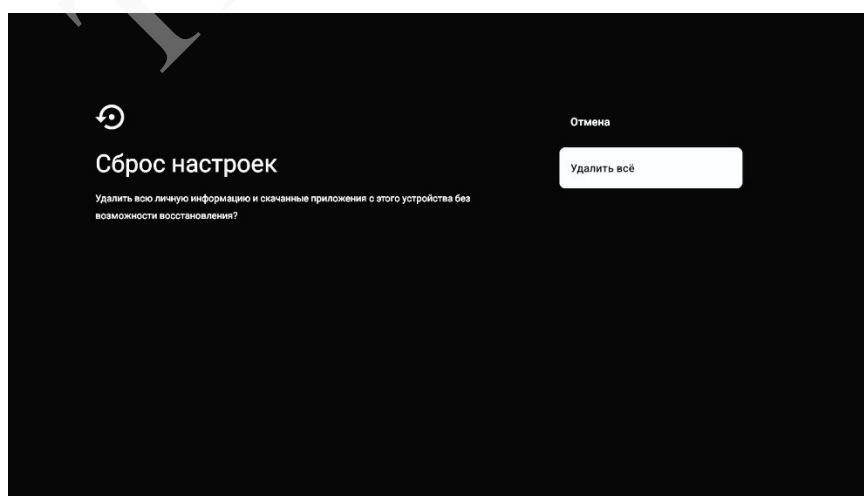 Отмена
Сброс настроек
Удалить всё
Удалить всю личную информацию и скачанные приложения с этого устройства без
возможности восстановления?